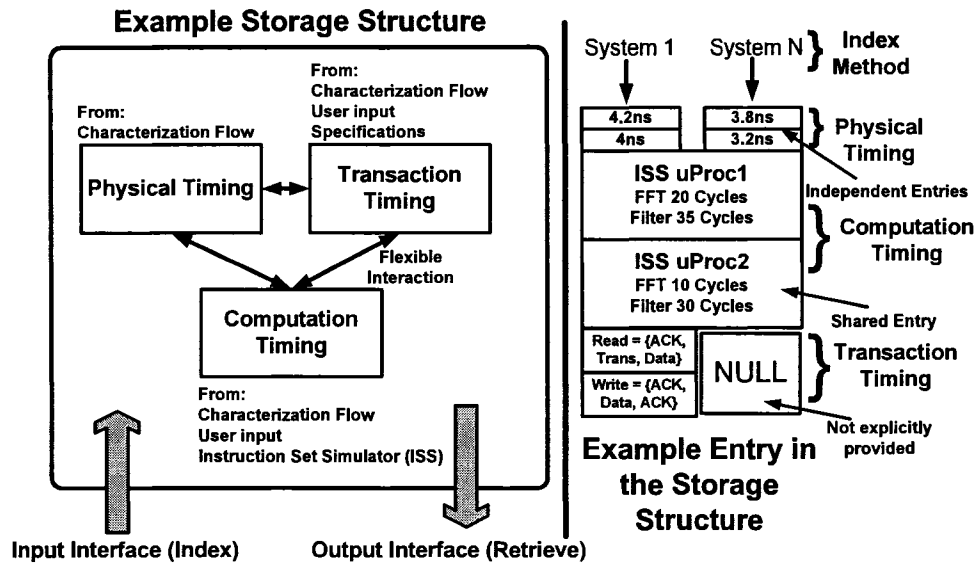 Example Storage Structure
From:
Characterization Flow
From:
Characterization Flow
User input
Specifications
Physical Timing
Transaction
Timing
Flexible
Interaction
Computation
Timing
From:
Characterization Flow
User input
Instruction Set Simulator (ISS)
Input Interface (Index)
Output Interface (Retrieve)
System 1
System N
Index
Method
4.2ns
4ns
3.8ns
3.2ns
Physical
Timing
Independent Entries
ISS uProc1
FFT 20 Cycles
Filter 35 Cycles
Computation
Timing
ISS uProc2
FFT 10 Cycles
Filter 30 Cycles
Shared Entry
Read = {ACK,
Trans, Data}
Write = {ACK,
Data, ACK}
NULL
Transaction
Timing
Not explicitly
provided
Example Entry in
the Storage
Structure